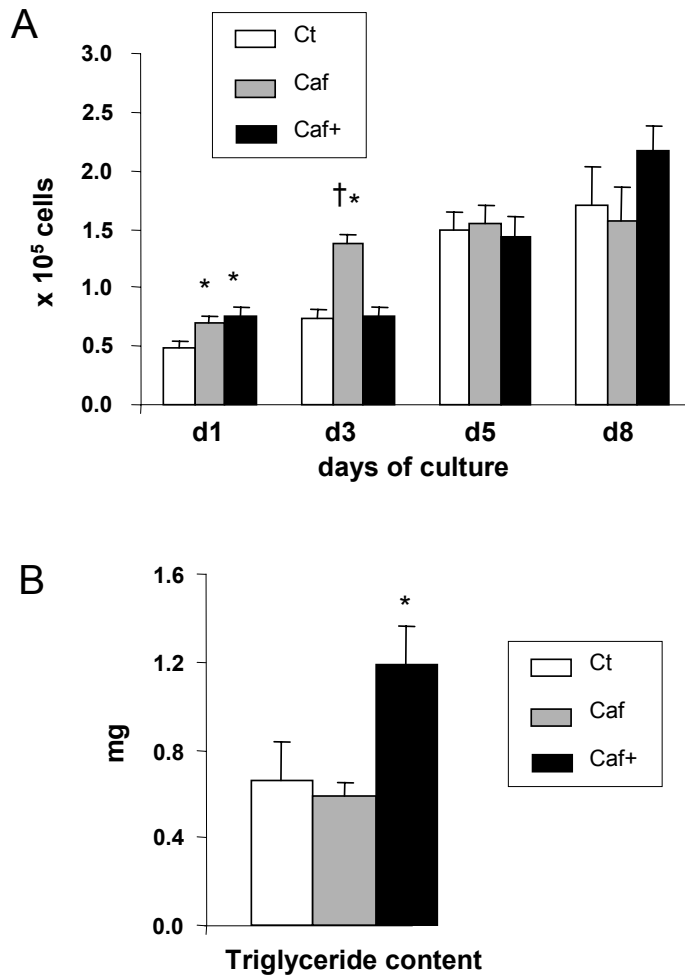 A
Ct
Caf
Caf+
3.0
2.5
2.0
1.5
1.0
0.5
0.0
x 10⁵ cells
* *
†*
d1 d3 d5 d8
days of culture
B
1.6
1.2
0.8
0.4
0.0
mg
*
Ct
Caf
Caf+
Triglyceride content